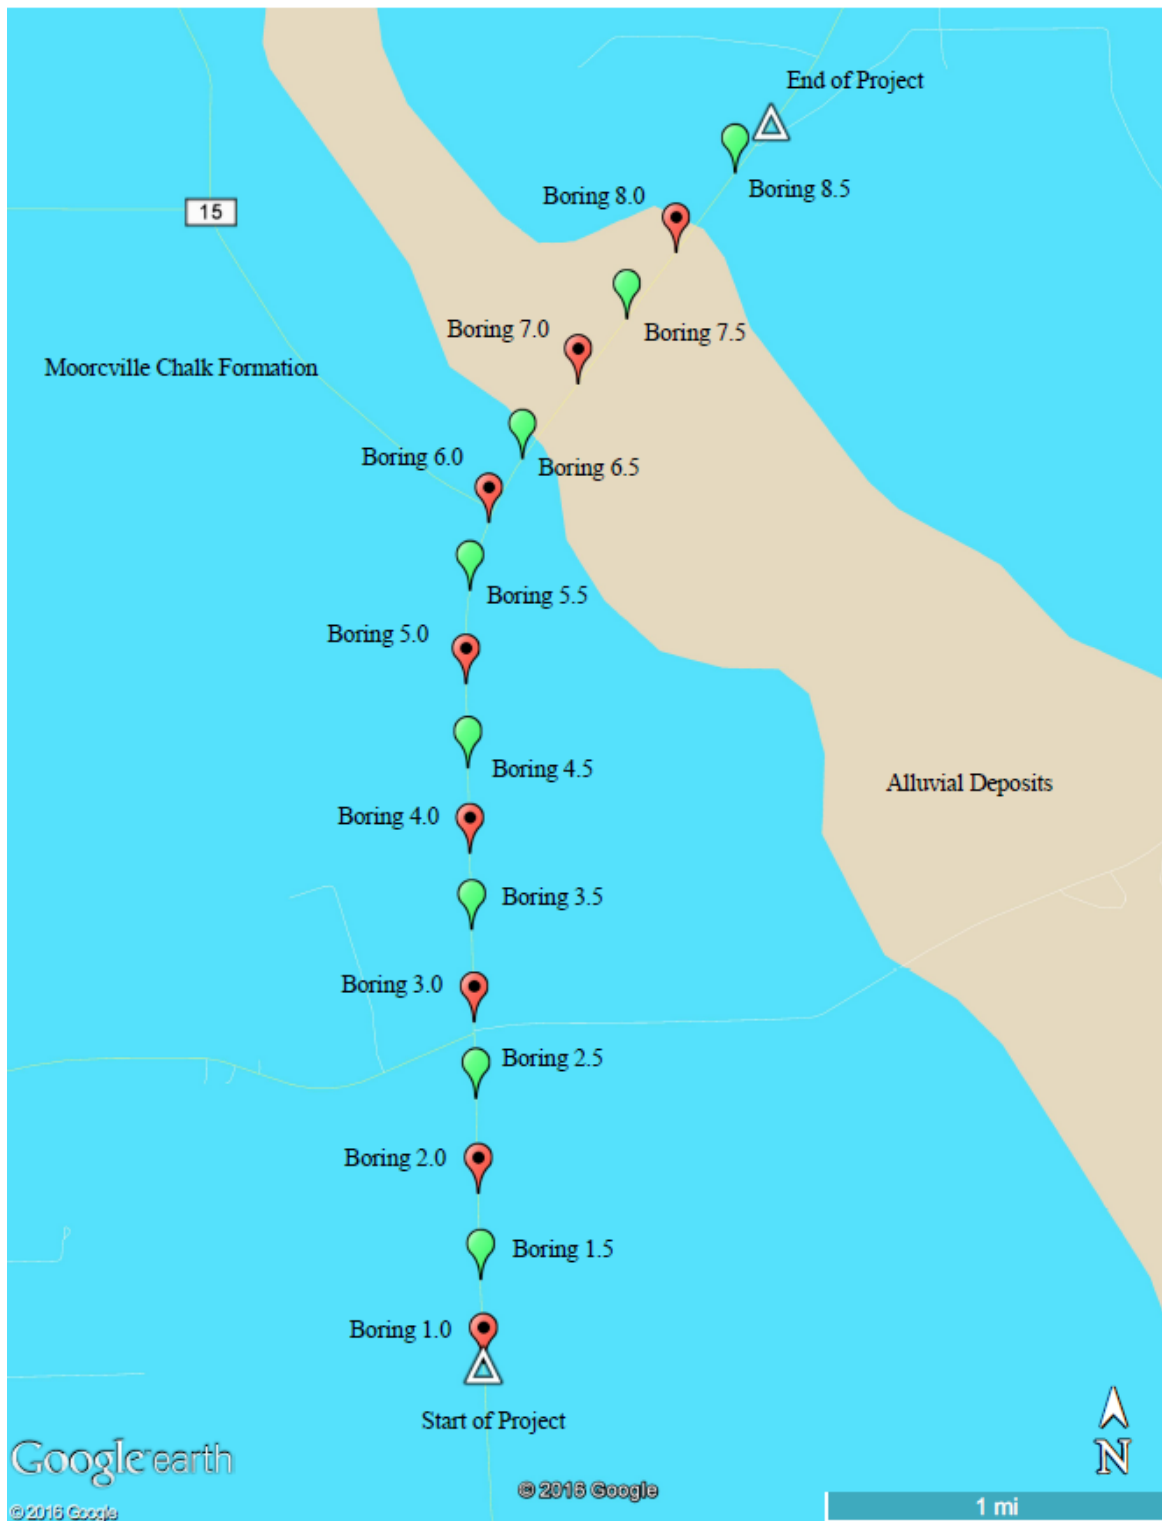 End of Project
Boring 8.5
Boring 8.0
15
Boring 7.5
Boring 7.0
Moorcville Chalk Formation
Boring 6.0
Boring 6.5
Boring 5.5
Boring 5.0
Boring 4.5
Alluvial Deposits
Boring 4.0
Boring 3.5
Boring 3.0
Boring 2.5
Boring 2.0
Boring 1.5
Boring 1.0
Start of Project
N
Google earth
© 2016 Google
© 2016 Google
1 mi